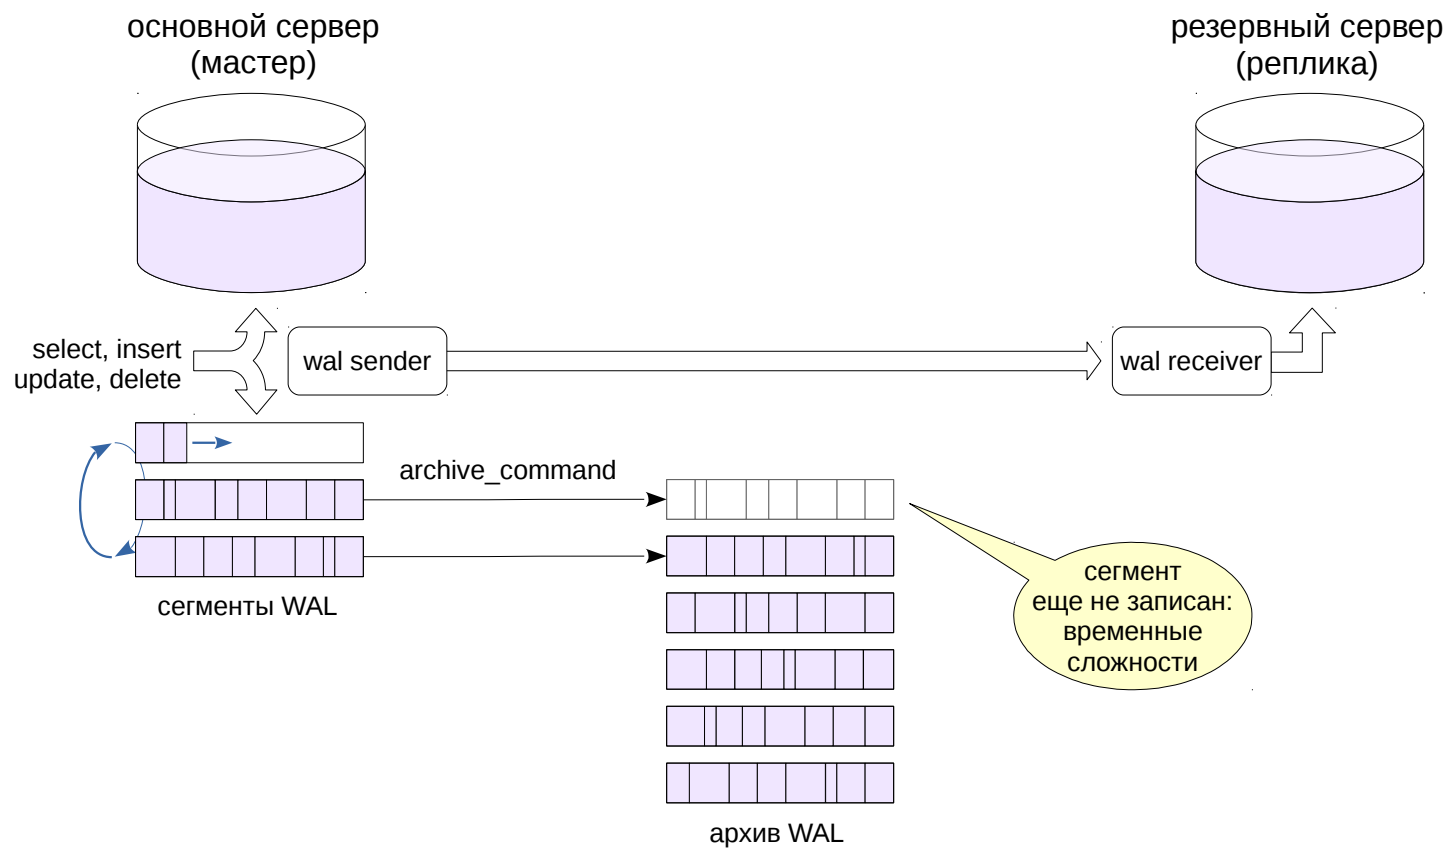 основной сервер
(мастер)
резервный сервер
(реплика)
select, insert
update, delete
wal sender
wal receiver
archive_command
сегменты WAL
сегмент
еще не записан:
временные
сложности
архив WAL